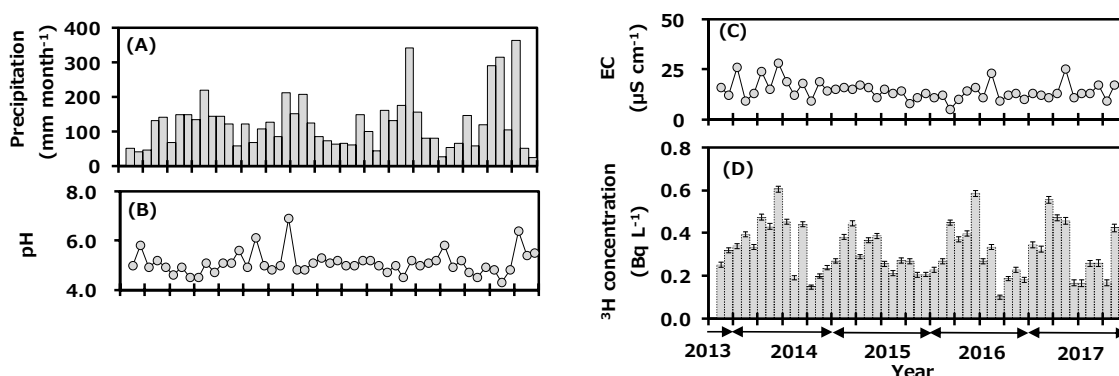 (A)
Precipitation
(mm month⁻¹)
400
300
200
100
0
(B)
pH
8.0
6.0
4.0
(C)
EC
(µS cm⁻¹)
50
25
0
(D)
³H concentration
(Bq L⁻¹)
0.8
0.6
0.4
0.2
0.0
2013 2014 2015 2016 2017
Year